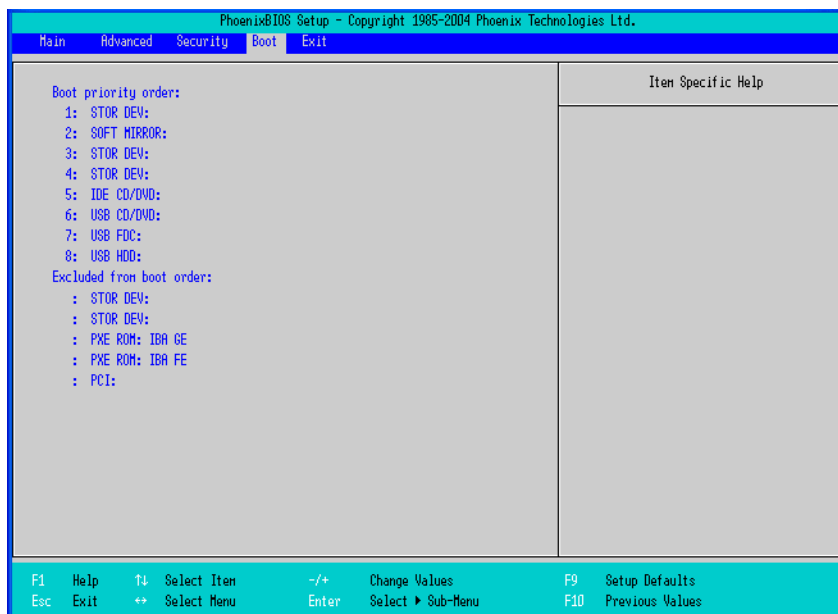 PhoenixBIOS Setup - Copyright 1985-2004 Phoenix Technologies Ltd.
Main Advanced Security Boot Exit
Item Specific Help
Boot priority order:
1: STOR DEV:
2: SOFT MIRROR:
3: STOR DEV:
4: STOR DEV:
5: IDE CD/DVD:
6: USB CD/DVD:
7: USB FDC:
8: USB HDD:
Excluded from boot order:
: STOR DEV:
: STOR DEV:
: PXE ROM: IBA GE
: PXE ROM: IBA FE
: PCI:
F1 Help ↑↓ Select Item -/+ Change Values F9 Setup Defaults
Esc Exit ↔ Select Menu Enter Select ▶ Sub-Menu F10 Previous Values